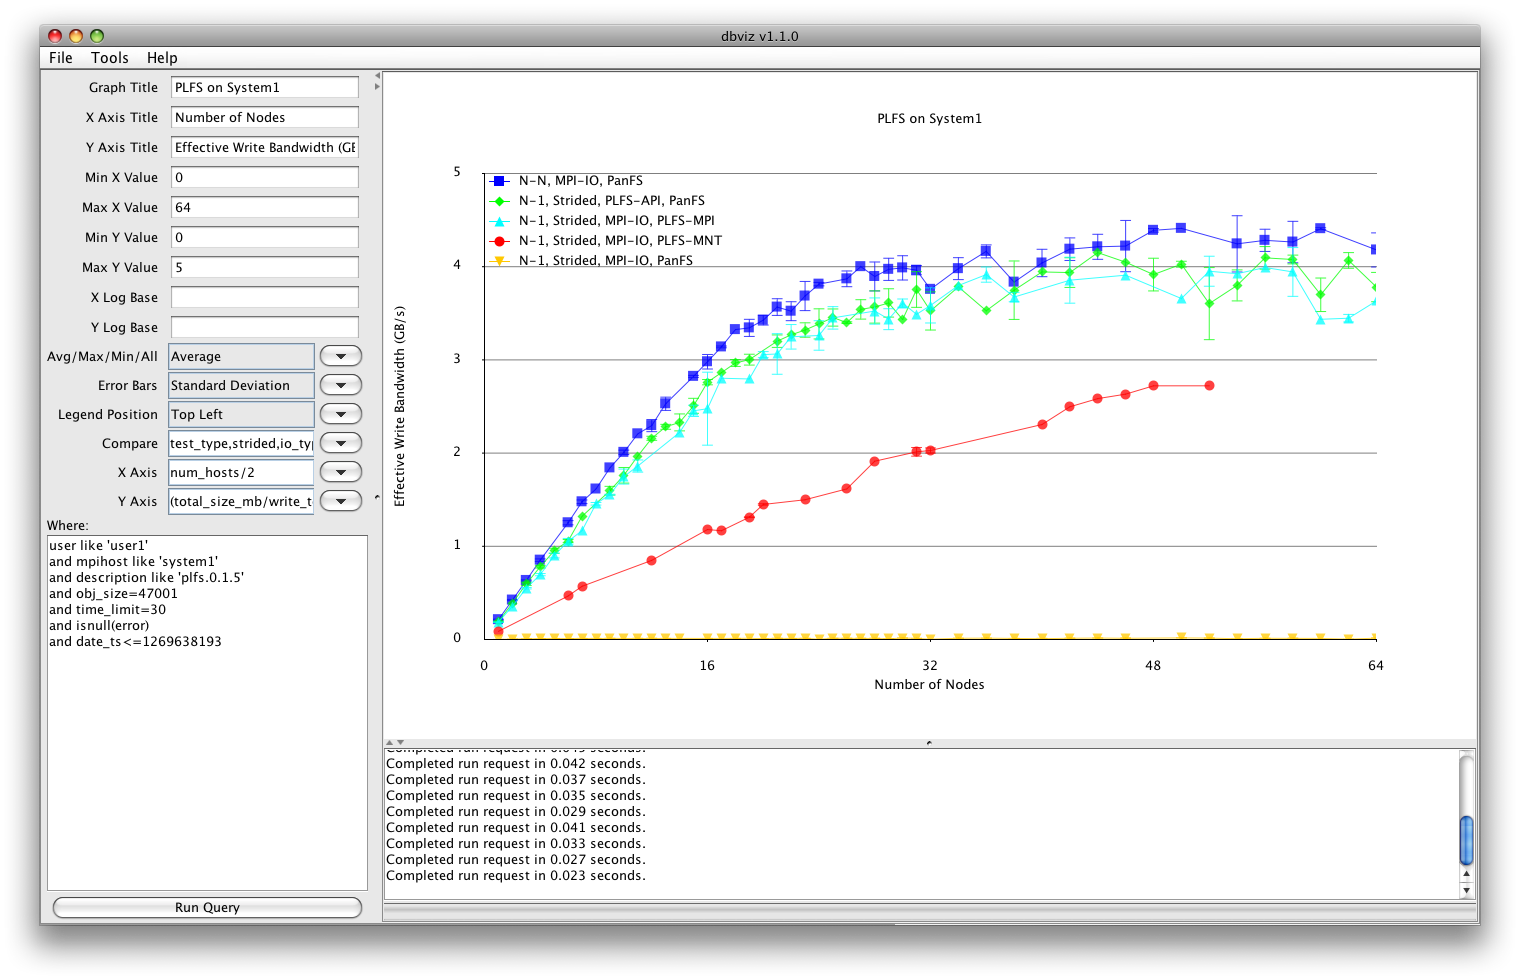 dbviz v1.1.0
File Tools Help
Graph Title PLFS on System1
X Axis Title Number of Nodes
Y Axis Title Effective Write Bandwidth (GB
Min X Value 0
Max X Value 64
Min Y Value 0
Max Y Value 5
X Log Base
Y Log Base
Avg/Max/Min/All Average
Error Bars Standard Deviation
Legend Position Top Left
Compare test_type,strided,io_typ
X Axis num_hosts/2
Y Axis (total_size_mb/write_t
Where:
user like 'user1'
and mpihost like 'system1'
and description like 'plfs.0.1.5'
and obj_size=47001
and time_limit=30
and isnull(error)
and date_ts<=1269638193
Run Query
PLFS on System1
N-N, MPI-IO, PanFS
N-1, Strided, PLFS-API, PanFS
N-1, Strided, MPI-IO, PLFS-MPI
N-1, Strided, MPI-IO, PLFS-MNT
N-1, Strided, MPI-IO, PanFS
5
4
3
2
1
0
Effective Write Bandwidth (GB/s)
0 16 32 48 64
Number of Nodes
Completed run request in 0.042 seconds.
Completed run request in 0.037 seconds.
Completed run request in 0.035 seconds.
Completed run request in 0.029 seconds.
Completed run request in 0.041 seconds.
Completed run request in 0.033 seconds.
Completed run request in 0.027 seconds.
Completed run request in 0.023 seconds.